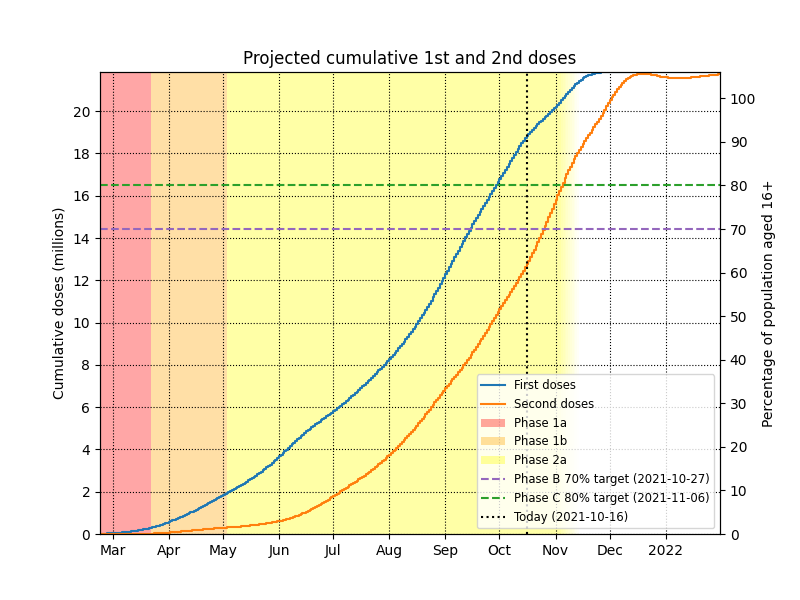 Projected cumulative 1st and 2nd doses
Cumulative doses (millions)
20
18
16
14
12
10
8
6
4
2
0
Mar Apr May Jun Jul Aug Sep Oct Nov Dec 2022
100
90
80
70
60
50
40
30
20
10
0
Percentage of population aged 16+
First doses
Second doses
Phase 1a
Phase 1b
Phase 2a
Phase B 70% target (2021-10-27)
Phase C 80% target (2021-11-06)
Today (2021-10-16)